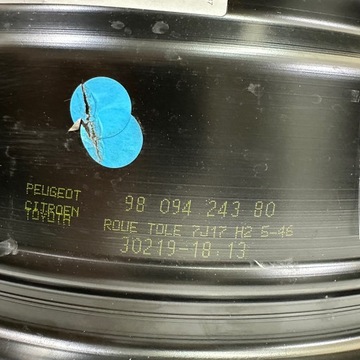 PEUGEOT
CITROEN
TOYOTA
98 094 243 80
ROUE TOLE 7J17 H2 5-46
30219-18.13